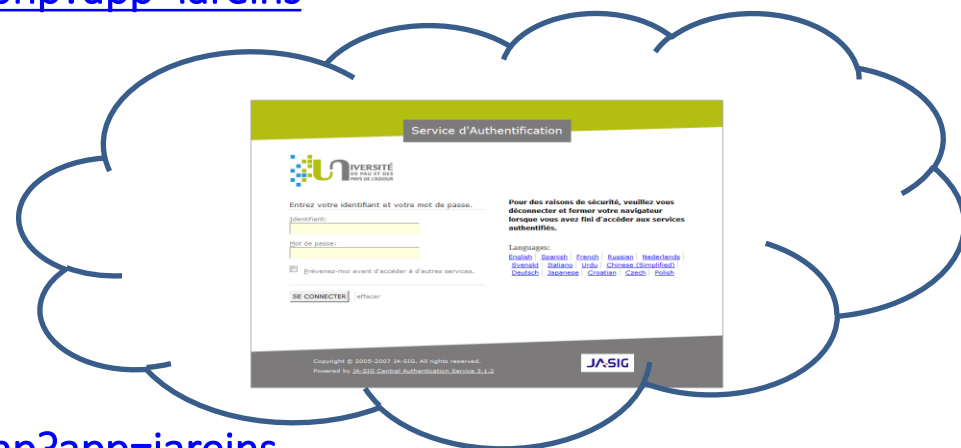 Service d'Authentification
UNIVERSITÉ
DE PAU ET DES
PAYS DE L'ADOUR
Entrez votre identifiant et votre mot de passe.
Identifiant:
Mot de passe:
Prévenez-moi avant d'accéder à d'autres services.
SE CONNECTER effacer
Pour des raisons de sécurité, veuillez vous
déconnecter et fermer votre navigateur
lorsque vous avez fini d'accéder aux services
authentifiés.
Languages:
English | Spanish | French | Russian | Nederlands |
Svenskt | Italiano | Urdu | Chinese (Simplified) |
Deutsch | Japanese | Croatian | Czech | Polish
Copyright © 2005-2007 JA-SIG. All rights reserved.
Powered by JA-SIG Central Authentication Service 3.1.2
JA-SIG